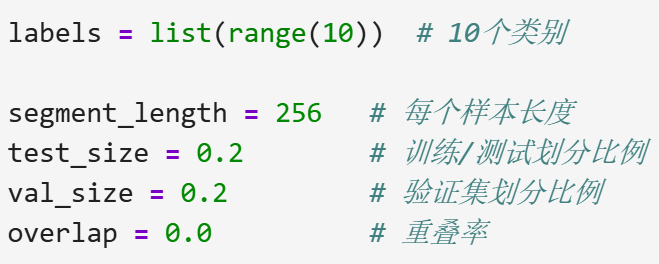 labels = list(range(10))  # 10个类别
segment_length = 256   # 每个样本长度
test_size = 0.2        # 训练/测试划分比例
val_size = 0.2         # 验证集划分比例
overlap = 0.0          # 重叠率